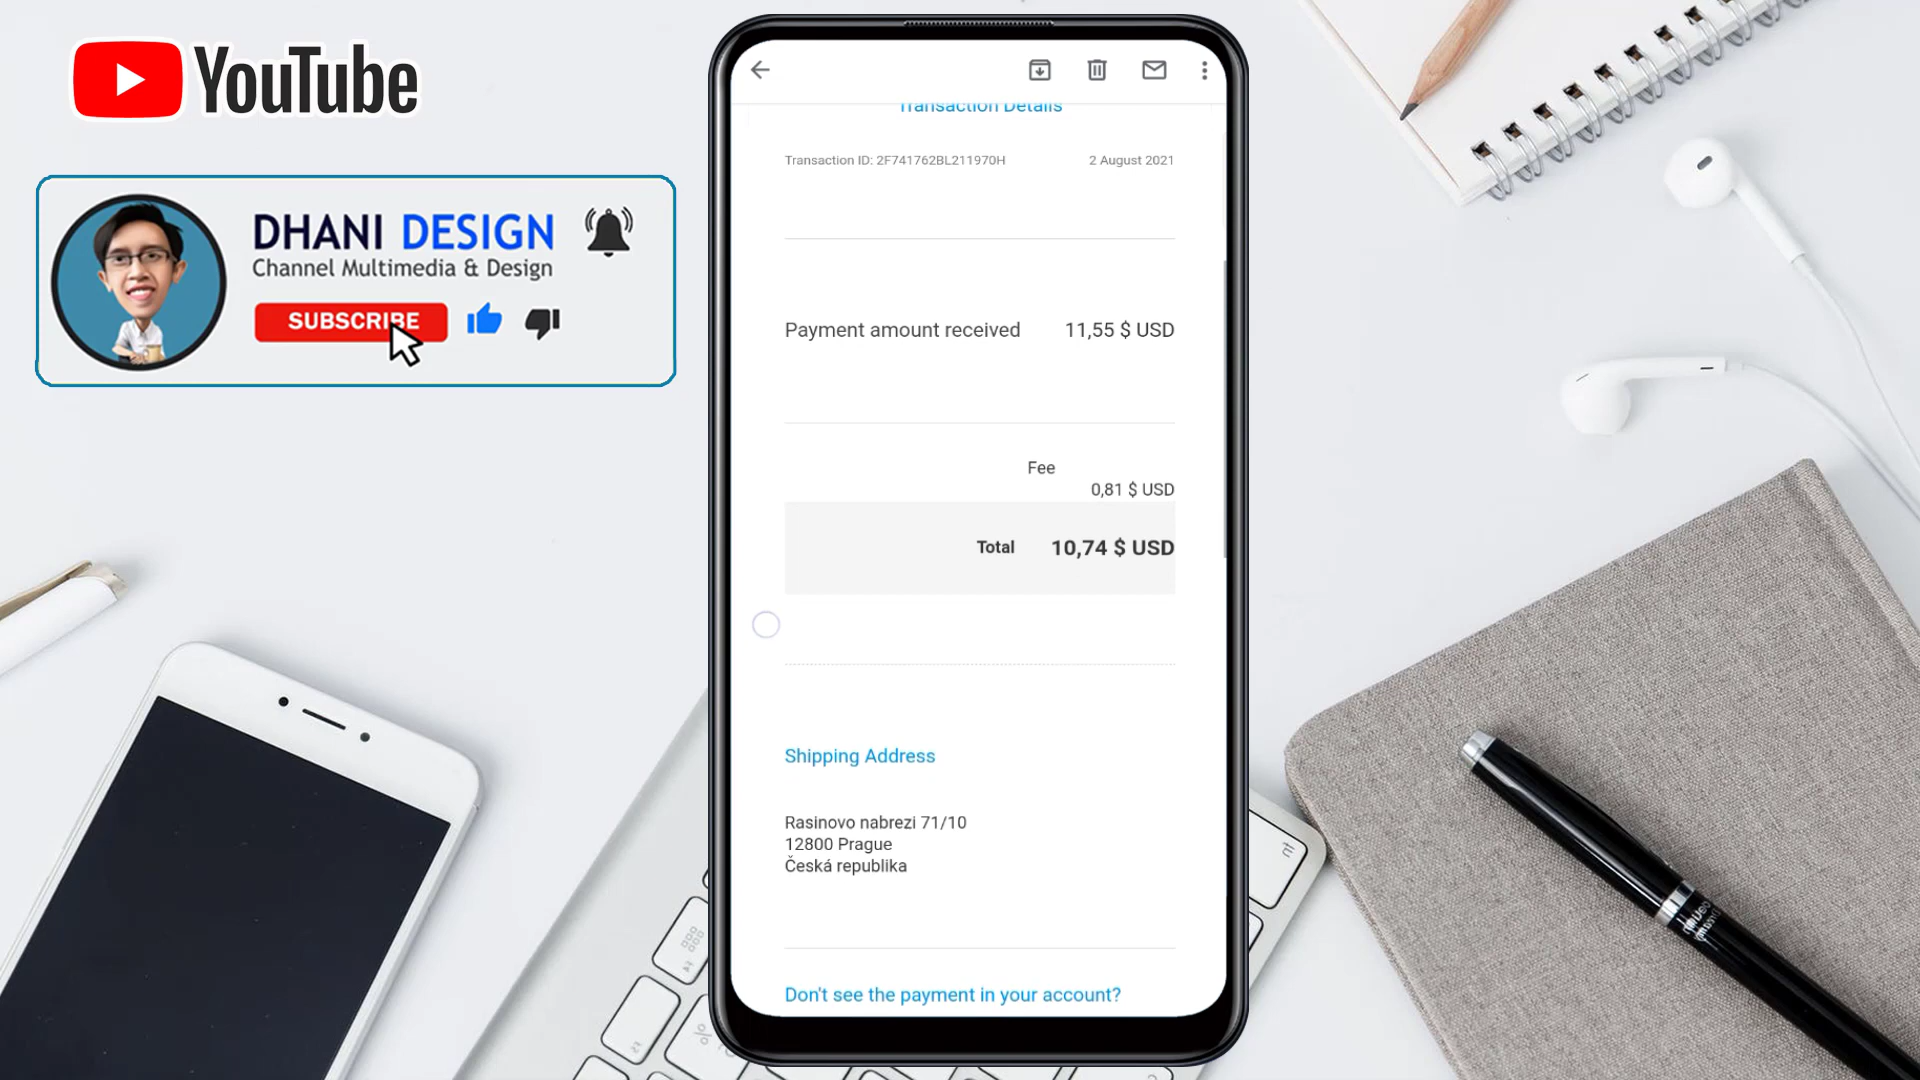 YouTube
DHANI DESIGN
Channel Multimedia & Design
SUBSCRIBE
Transaction Details
Transaction ID: 2F741762BL211970H 2 August 2021
Payment amount received 11,55 $ USD
Fee
0,81 $ USD
Total 10,74 $ USD
Shipping Address
Rasinovo nabrezi 71/10
12800 Prague
Česká republika
Don't see the payment in your account?